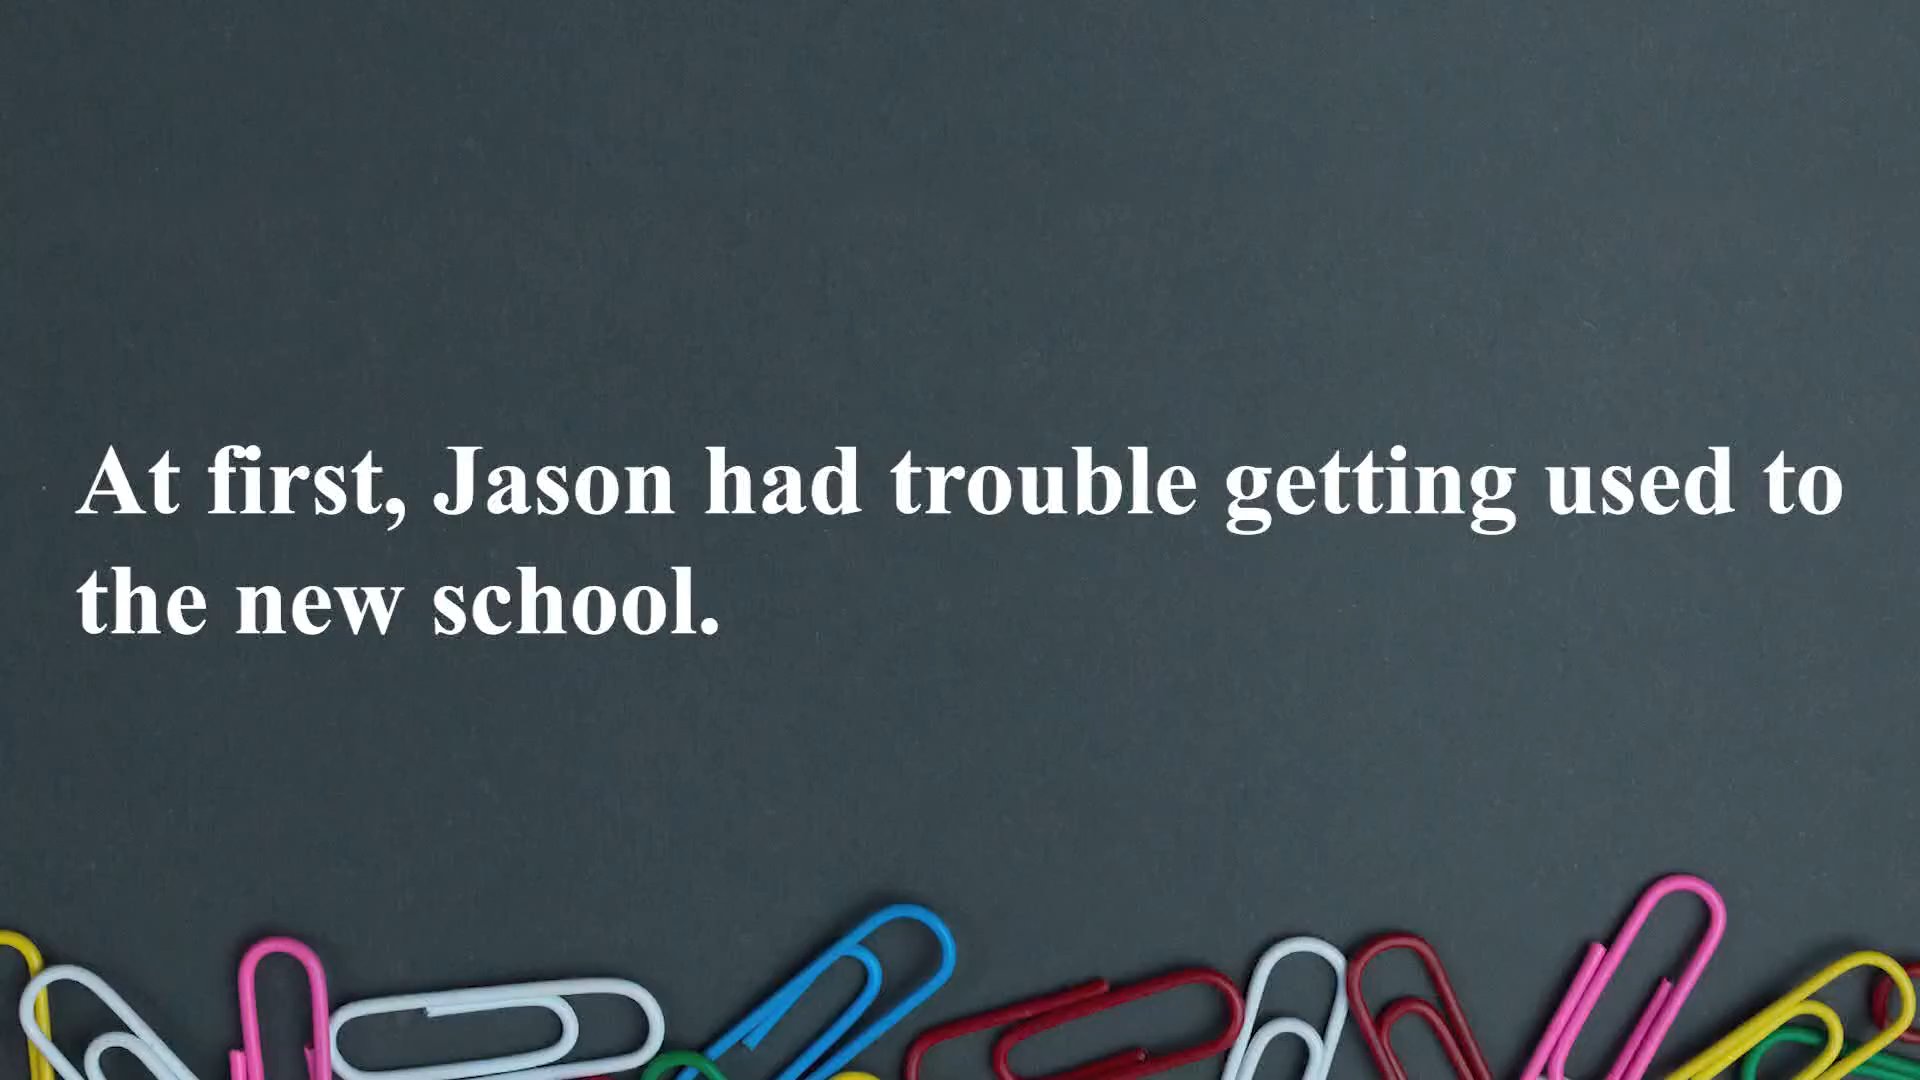 At first, Jason had trouble getting used to
the new school.